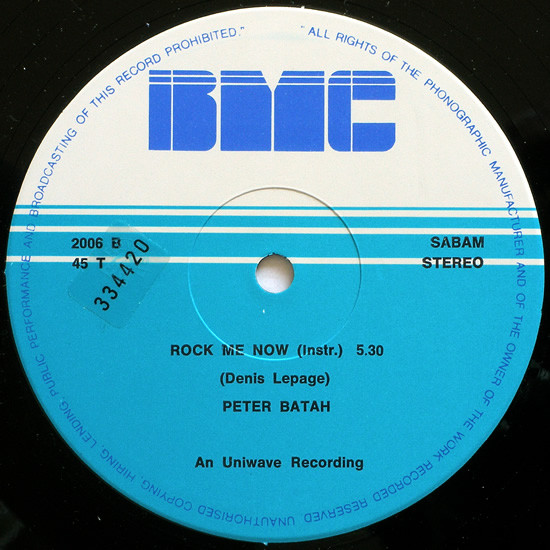 "ALL RIGHTS OF THE PHONOGRAPHIC MANUFACTURER AND OF THE OWNER OF THE WORK RECORDED RESERVED. UNAUTHORISED COPYING, HIRING, LENDING, PUBLIC PERFORMANCE AND BROADCASTING OF THIS RECORD PROHIBITED."
BMC
2006 B
45 T
334420
SABAM
STEREO
ROCK ME NOW (Instr.) 5.30
(Denis Lepage)
PETER BATAH
An Uniwave Recording